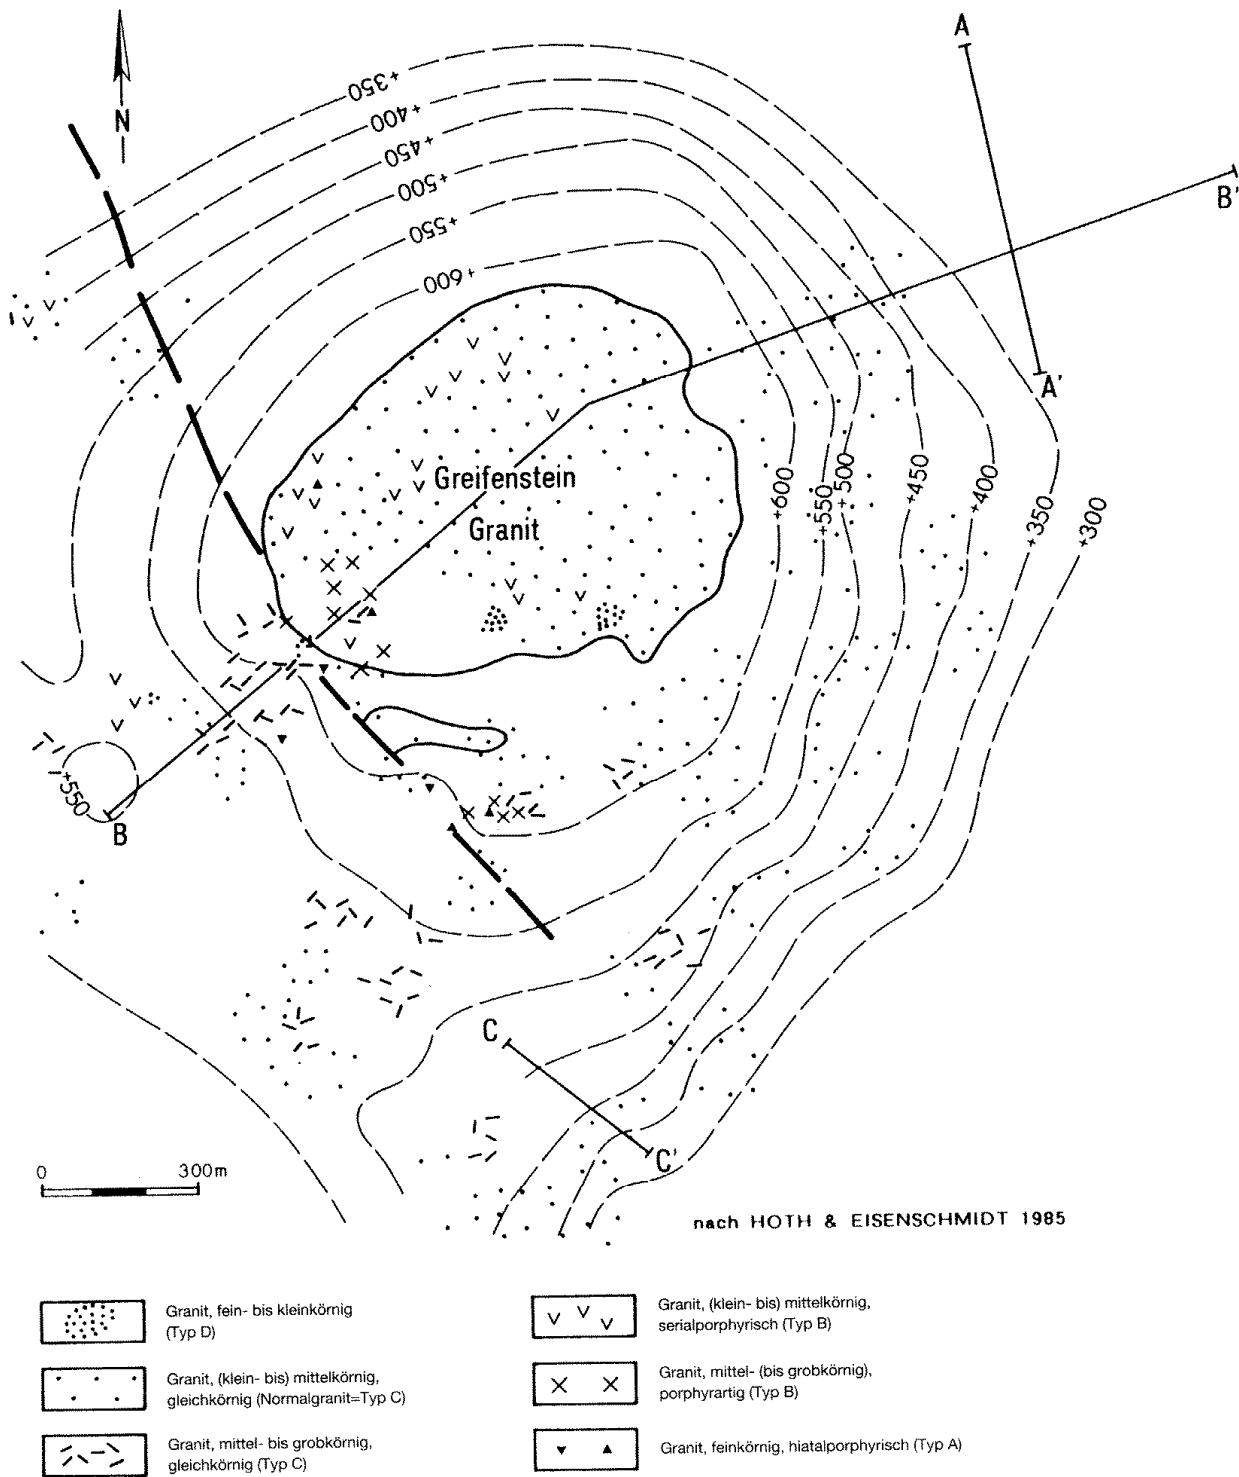 N
+350
+400
+450
+500
+550
+600
A
B'
A'
Greifenstein
Granit
+600
+550
+500
+450
+400
+350
+300
+550
B
C
C'
0 300m
nach HOTH & EISENSCHMIDT 1985
Granit, fein- bis kleinkörnig
(Typ D)
Granit, (klein- bis) mittelkörnig,
gleichkörnig (Normalgranit=Typ C)
Granit, mittel- bis grobkörnig,
gleichkörnig (Typ C)
Granit, (klein- bis) mittelkörnig,
serialporphyrisch (Typ B)
Granit, mittel- (bis grobkörnig),
porphyrartig (Typ B)
Granit, feinkörnig, hiatalporphyrisch (Typ A)